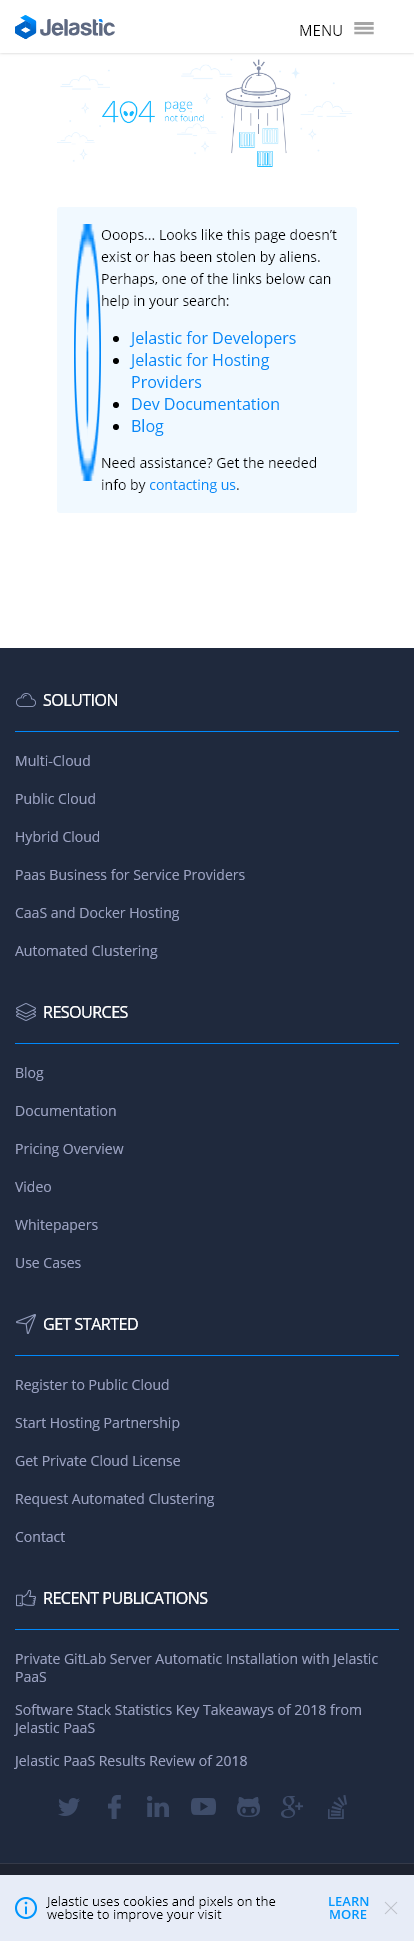 Jelastic
MENU
404 page
not found
Ooops... Looks like this page doesn't
exist or has been stolen by aliens.
Perhaps, one of the links below can
help in your search:
Jelastic for Developers
Jelastic for Hosting
Providers
Dev Documentation
Blog
Need assistance? Get the needed
info by contacting us.
SOLUTION
Multi-Cloud
Public Cloud
Hybrid Cloud
Paas Business for Service Providers
CaaS and Docker Hosting
Automated Clustering
RESOURCES
Blog
Documentation
Pricing Overview
Video
Whitepapers
Use Cases
GET STARTED
Register to Public Cloud
Start Hosting Partnership
Get Private Cloud License
Request Automated Clustering
Contact
RECENT PUBLICATIONS
Private GitLab Server Automatic Installation with Jelastic
PaaS
Software Stack Statistics Key Takeaways of 2018 from
Jelastic PaaS
Jelastic PaaS Results Review of 2018
Jelastic uses cookies and pixels on the
website to improve your visit
LEARN
MORE